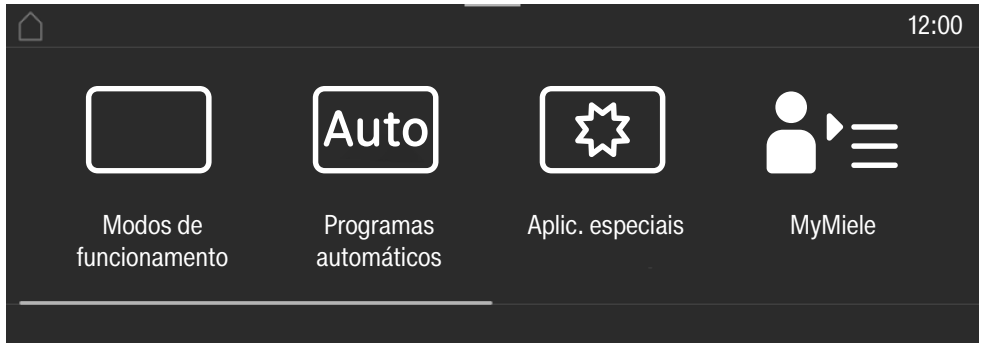 12:00
Auto
Modos de
funcionamento
Programas
automáticos
Aplic. especiais
MyMiele